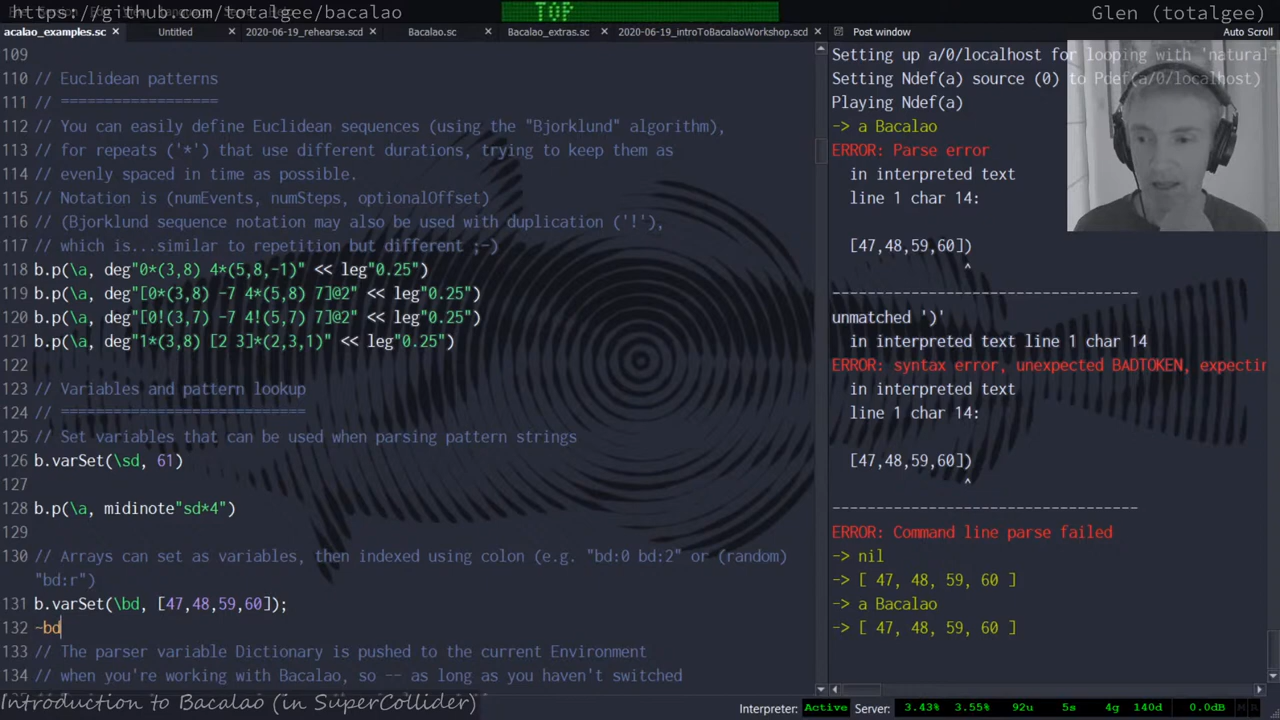 https://github.com/totalgee/bacalao
TOP
Glen (totalgee)
acalao_examples.sc × Untitled × 2020-06-19_rehearse.scd × Bacalao.sc × Bacalao_extras.sc × 2020-06-19_introToBacalaoWorkshop.scd
109
110 // Euclidean patterns
111 // ==================
112 // You can easily define Euclidean sequences (using the "Bjorklund" algorithm),
113 // for repeats ('*') that use different durations, trying to keep them as
114 // evenly spaced in time as possible.
115 // Notation is (numEvents, numSteps, optionalOffset)
116 // (Bjorklund sequence notation may also be used with duplication ('!'),
117 // which is...similar to repetition but different ;-)
118 b.p(\a, deg"0*(3,8) 4*(5,8,-1)" << leg"0.25")
119 b.p(\a, deg"[0*(3,8) -7 4*(5,8) 7]@2" << leg"0.25")
120 b.p(\a, deg"[0!(3,7) -7 4!(5,7) 7]@2" << leg"0.25")
121 b.p(\a, deg"1*(3,8) [2 3]*(2,3,1)" << leg"0.25")
122
123 // Variables and pattern lookup
124 // ===========================
125 // Set variables that can be used when parsing pattern strings
126 b.varSet(\sd, 61)
127
128 b.p(\a, midinote"sd*4")
129
130 // Arrays can set as variables, then indexed using colon (e.g. "bd:0 bd:2" or (random)
"bd:r")
131 b.varSet(\bd, [47,48,59,60]);
132 ~bd
133 // The parser variable Dictionary is pushed to the current Environment
134 // when you're working with Bacalao, so -- as long as you haven't switched
Introduction to Bacalao (in SuperCollider)
Post window
Auto Scroll
Setting up a/0/localhost for looping with 'natural
Setting Ndef(a) source (0) to Pdef(a/0/localhost)
Playing Ndef(a)
-> a Bacalao
ERROR: Parse error
in interpreted text
line 1 char 14:
[47,48,59,60])
^
-----------------------------------
unmatched ')'
in interpreted text line 1 char 14
ERROR: syntax error, unexpected BADTOKEN, expectin
in interpreted text
line 1 char 14:
[47,48,59,60])
^
-----------------------------------
ERROR: Command line parse failed
-> nil
-> [ 47, 48, 59, 60 ]
-> a Bacalao
-> [ 47, 48, 59, 60 ]
Interpreter: Active Server: 3.43% 3.55% 92u 5s 4g 140d 0.0dB M R